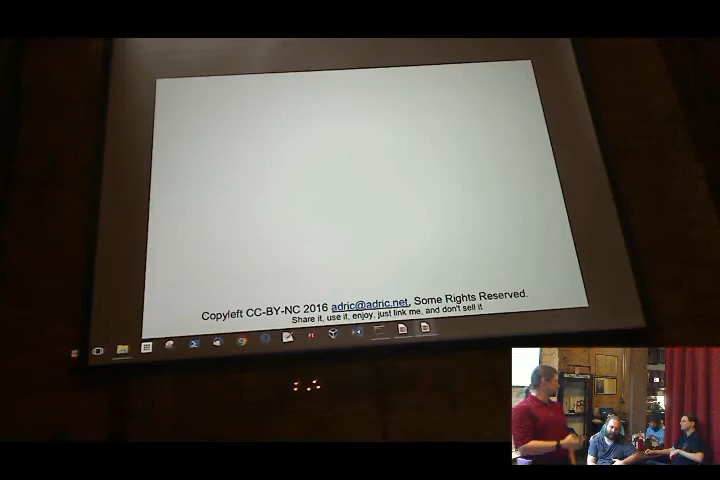 Copyleft CC-BY-NC 2016 adric@adric.net, Some Rights Reserved.
Share it, use it, enjoy, just link me, and don't sell it